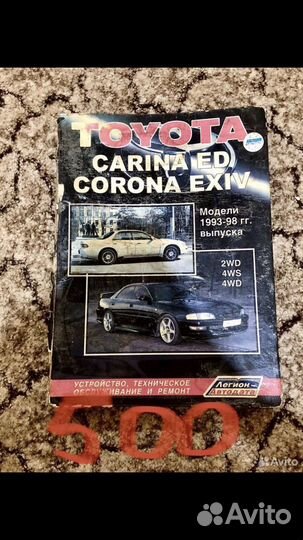 TOYOTA
CARINA ED
CORONA EXIV
Модели
1993-98 гг.
выпуска
2WD
4WS
4WD
УСТРОЙСТВО, ТЕХНИЧЕСКОЕ
ОБСЛУЖИВАНИЕ И РЕМОНТ
Легион
Автодата
500
Avito
Avito